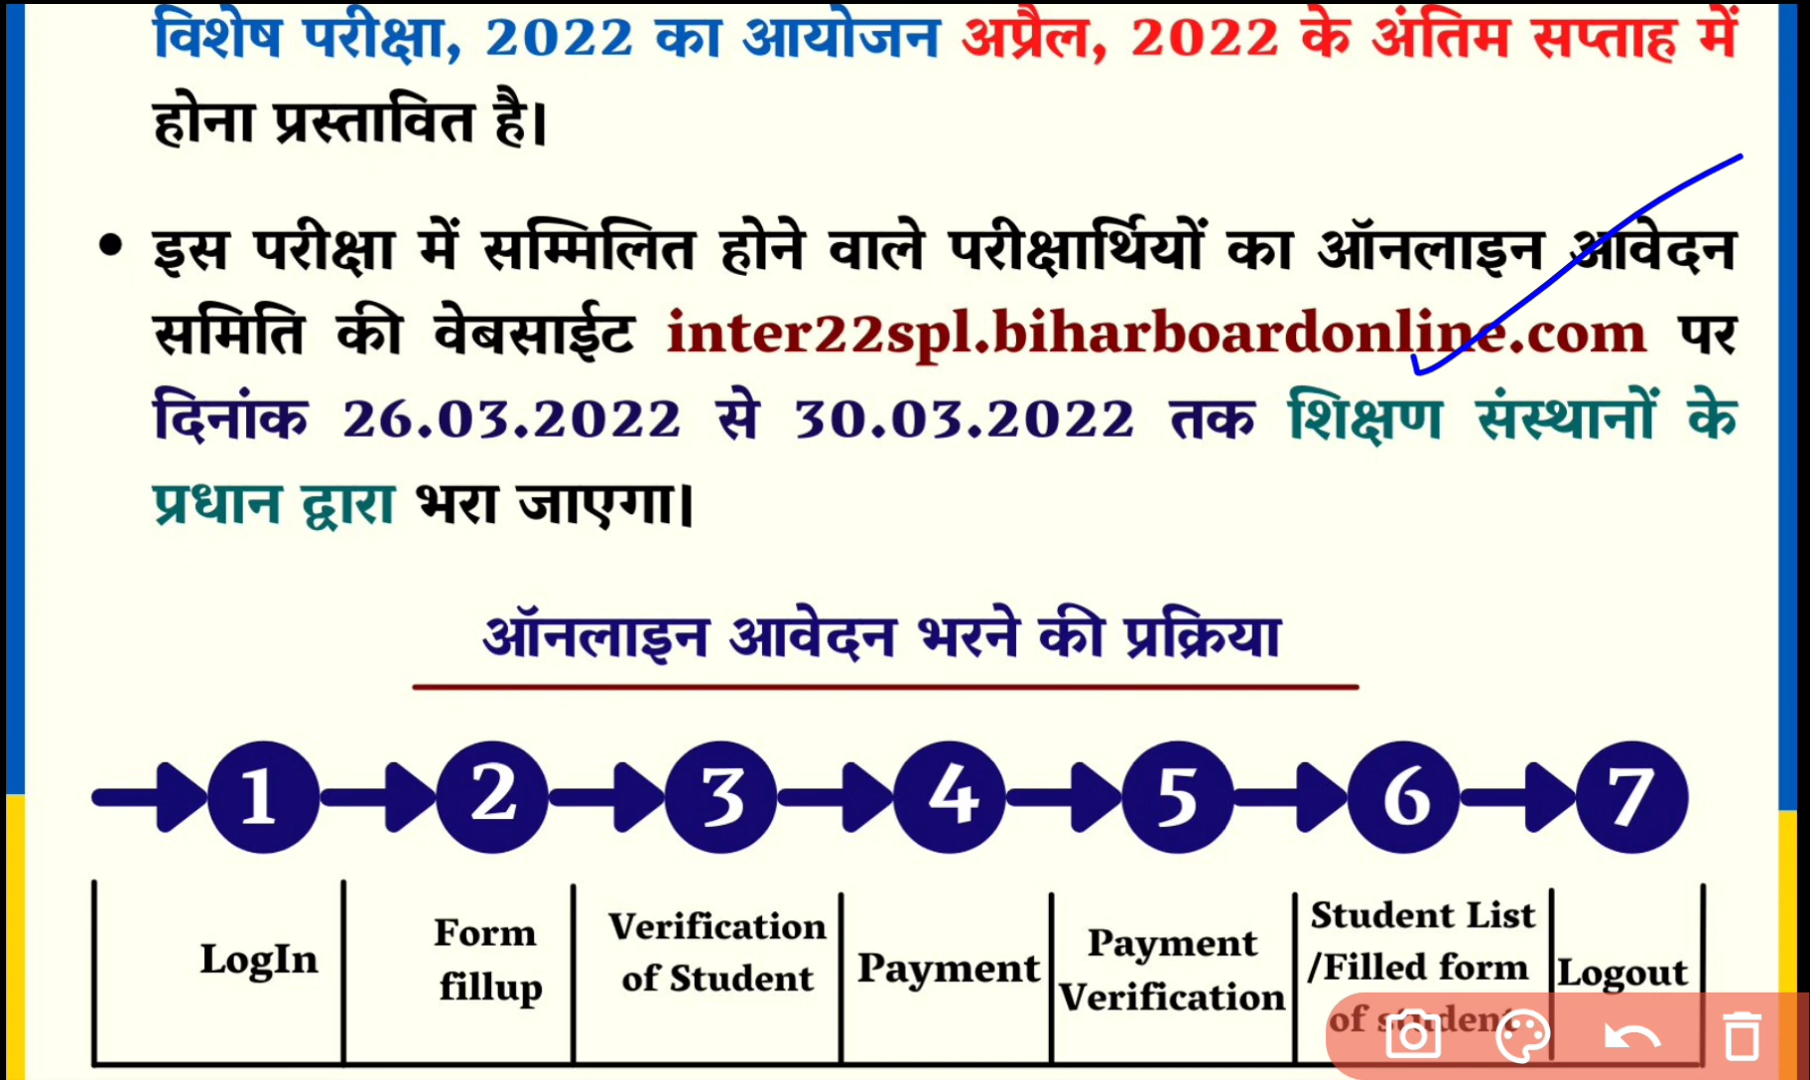 विशेष परीक्षा, 2022 का आयोजन अप्रैल, 2022 के अंतिम सप्ताह में
होना प्रस्तावित है।
• इस परीक्षा में सम्मिलित होने वाले परीक्षार्थियों का ऑनलाइन आवेदन
समिति की वेबसाईट inter22spl.biharboardonline.com पर
दिनांक 26.03.2022 से 30.03.2022 तक शिक्षण संस्थानों के
प्रधान द्वारा भरा जाएगा।
ऑनलाइन आवेदन भरने की प्रक्रिया
1 2 3 4 5 6 7
LogIn
Form
fillup
Verification
of Student
Payment
Payment
Verification
Student List
/Filled form
of student
Logout